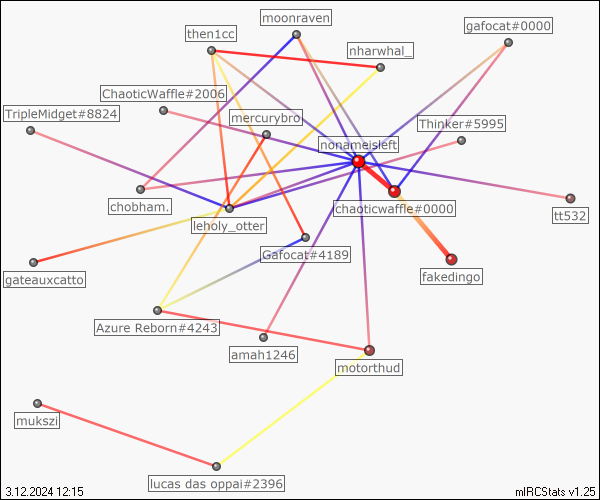 moonraven
gafocat#0000
then1cc
nharwhal_
ChaoticWaffle#2006
TripleMidget#8824
mercurybro
Thinker#5995
nonameisleft
chobham.
chaoticwaffle#0000
tt532
leholy_otter
Gafocat#4189
gateauxcatto
fakedingo
Azure Reborn#4243
amah1246
motorthud
mukszi
lucas das oppai#2396
3.12.2024 12:15
mIRCStats v1.25